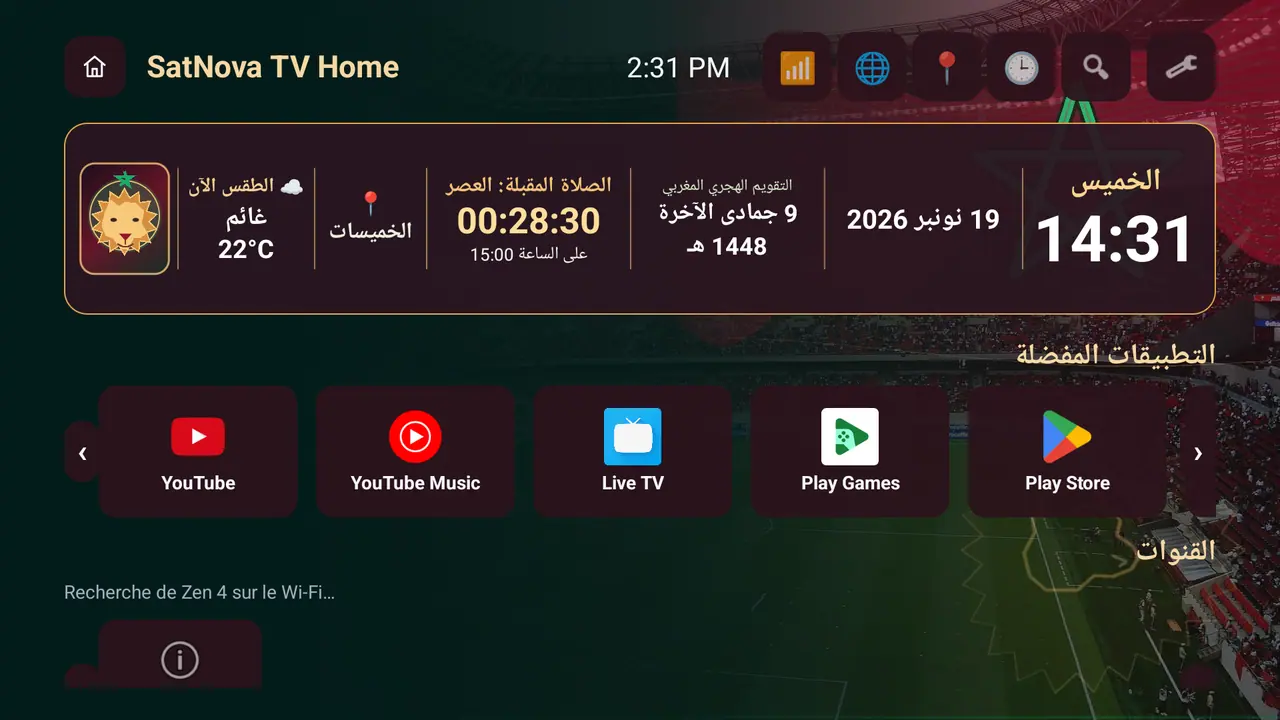 SatNova TV Home
2:31 PM
الخميس
14:31
19 نونبر 2026
التقويم الهجري المغربي
9 جمادى الآخرة
1448 هـ
الصلاة المقبلة: العصر
00:28:30
على الساعة 15:00
الخميسات
الطقس الآن
غائم
22°C
التطبيقات المفضلة
YouTube
YouTube Music
Live TV
Play Games
Play Store
القنوات
Recherche de Zen 4 sur le Wi-Fi…